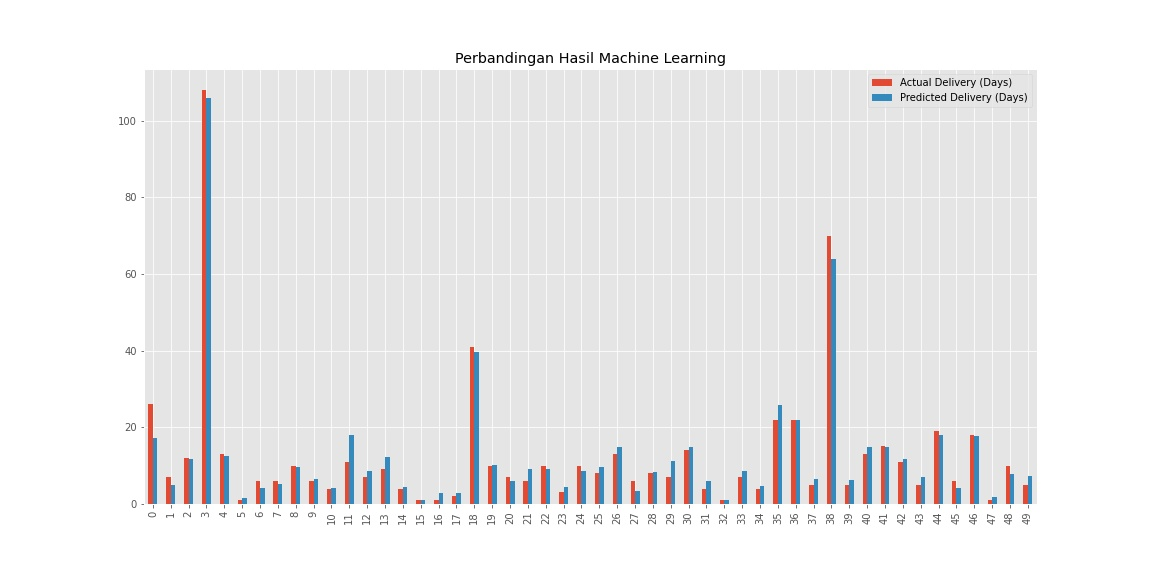 Perbandingan Hasil Machine Learning
Actual Delivery (Days)
Predicted Delivery (Days)
100
80
60
40
20
0
0 1 2 3 4 5 6 7 8 9 10 11 12 13 14 15 16 17 18 19 20 21 22 23 24 25 26 27 28 29 30 31 32 33 34 35 36 37 38 39 40 41 42 43 44 45 46 47 48 49